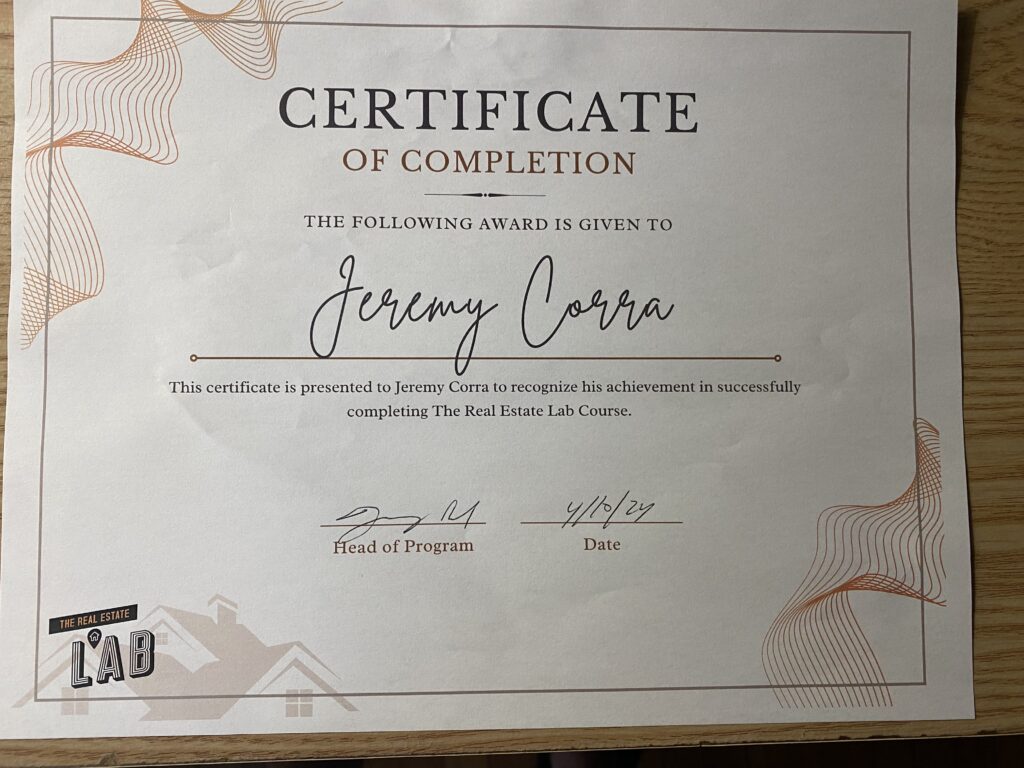 CERTIFICATE
OF COMPLETION
THE FOLLOWING AWARD IS GIVEN TO
Jeremy Corra
This certificate is presented to Jeremy Corra to recognize his achievement in successfully
completing The Real Estate Lab Course.
4/10/24
Head of Program Date
THE REAL ESTATE
LAB